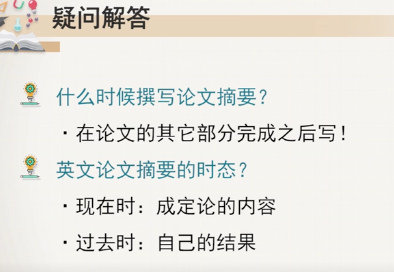 疑问解答
什么时候撰写论文摘要？
·在论文的其它部分完成之后写！
英文论文摘要的时态？
·现在时：成定论的内容
·过去时：自己的结果